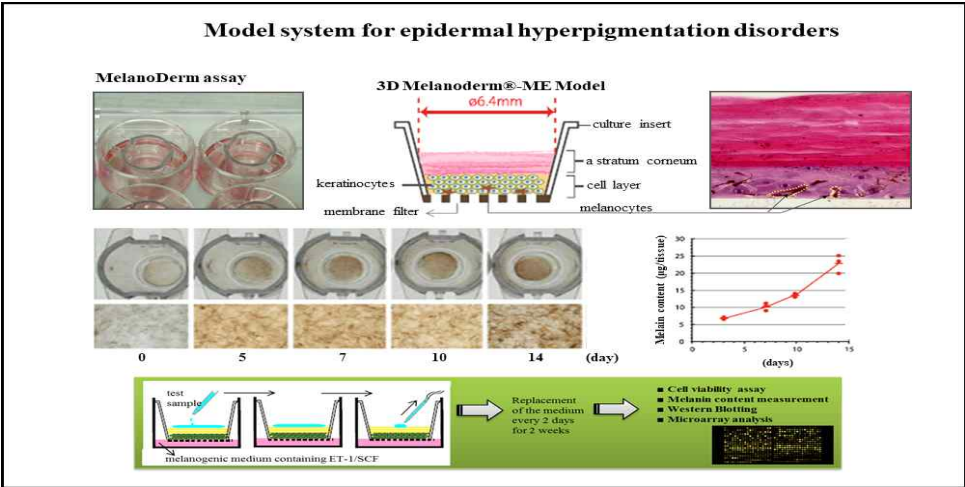 Model system for epidermal hyperpigmentation disorders
MelanoDerm assay
3D Melanoderm®-ME Model
ø6.4mm
culture insert
a stratum corneum
keratinocytes
cell layer
membrane filter
melanocytes
Melain content (μg/tissue)
30
25
20
15
10
5
0
0 5 10 15
(days)
0 5 7 10 14 (day)
test
sample
melanogenic medium containing ET-1/SCF
Replacement
of the medium
every 2 days
for 2 weeks
■ Cell viability assay
■ Melanin content measurement
■ Western Blotting
■ Microarray analysis